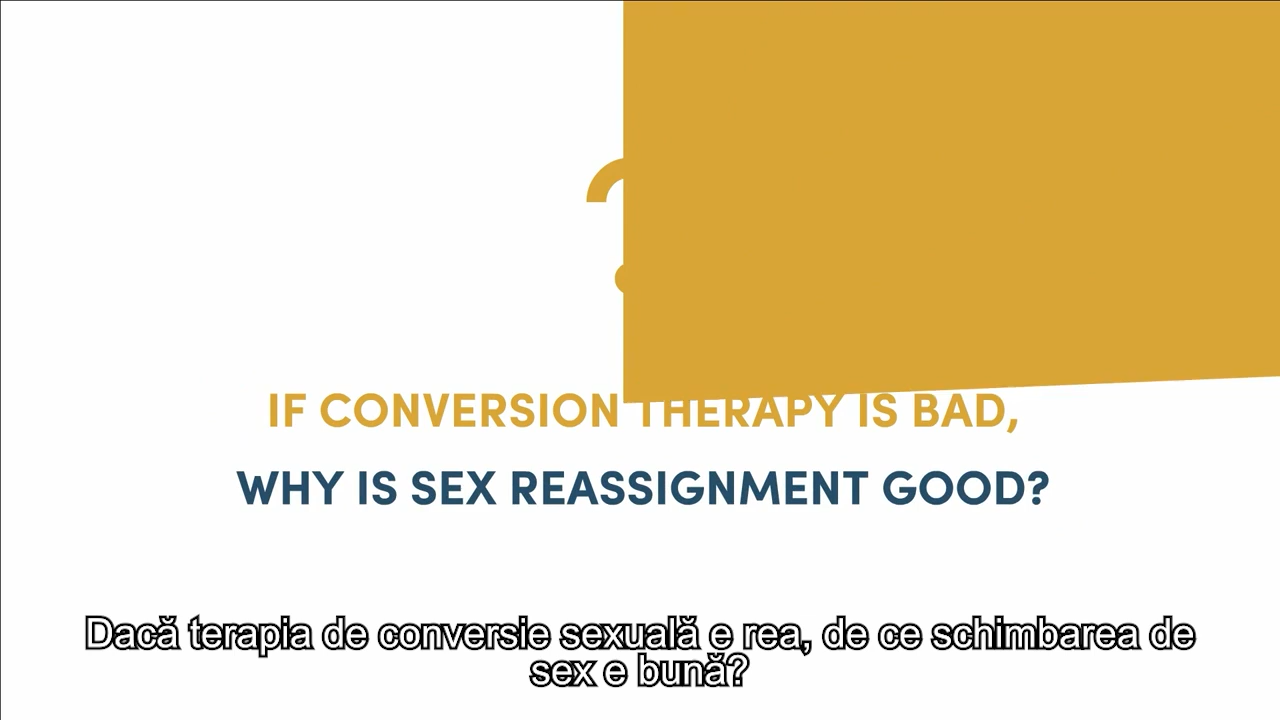 IF CONVERSION THERAPY IS BAD,
WHY IS SEX REASSIGNMENT GOOD?
Dacă terapia de conversie sexuală e rea, de ce schimbarea de
sex e bună?